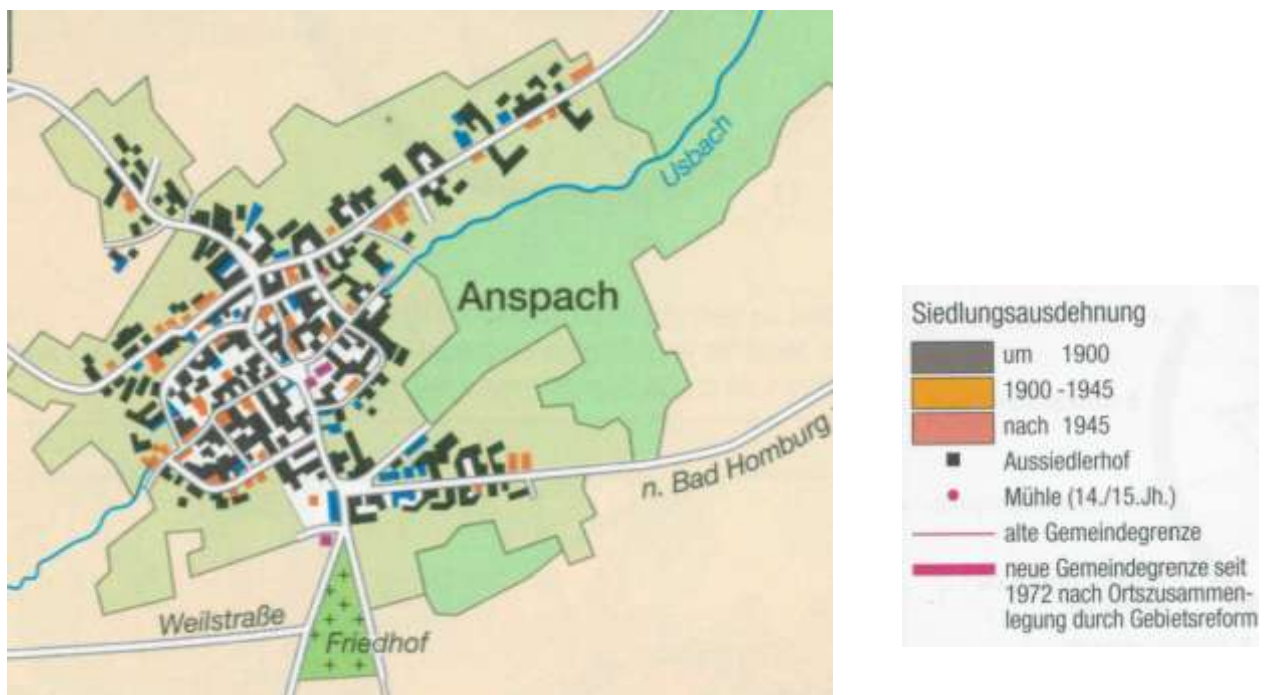 Usbach
Anspach
n. Bad Homburg
Weilstraße
Friedhof
Siedlungsausdehnung
um 1900
1900 -1945
nach 1945
Aussiedlerhof
Mühle (14./15.Jh.)
alte Gemeindegrenze
neue Gemeindegrenze seit
1972 nach Ortszusammen-
legung durch Gebietsreform